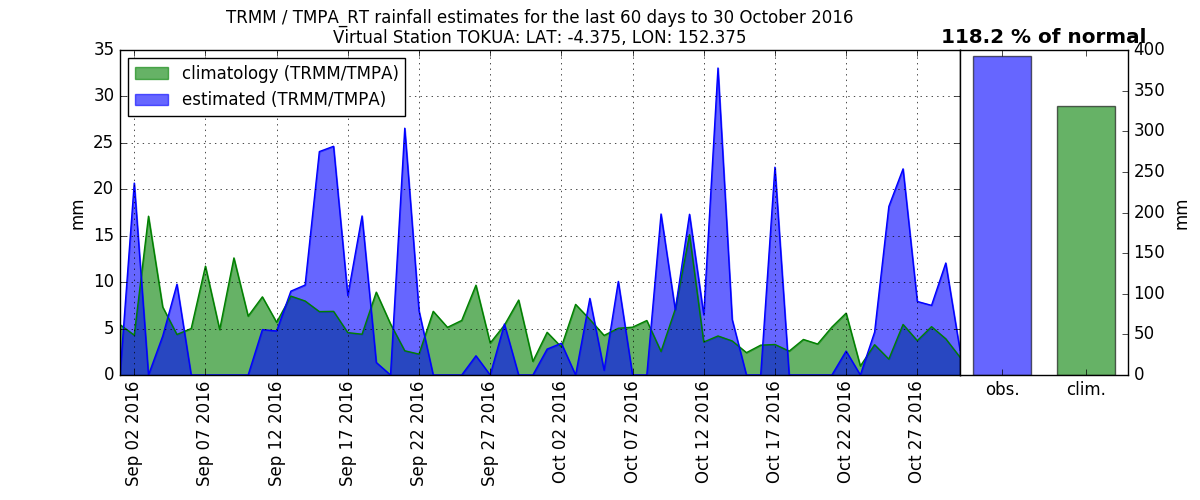 TRMM / TMPA_RT rainfall estimates for the last 60 days to 30 October 2016
Virtual Station TOKUA: LAT: -4.375, LON: 152.375
118.2 % of normal
climatology (TRMM/TMPA)
estimated (TRMM/TMPA)
mm
35
30
25
20
15
10
5
0
Sep 02 2016
Sep 07 2016
Sep 12 2016
Sep 17 2016
Sep 22 2016
Sep 27 2016
Oct 02 2016
Oct 07 2016
Oct 12 2016
Oct 17 2016
Oct 22 2016
Oct 27 2016
obs.
clim.
400
350
300
250
200
150
100
50
0
mm